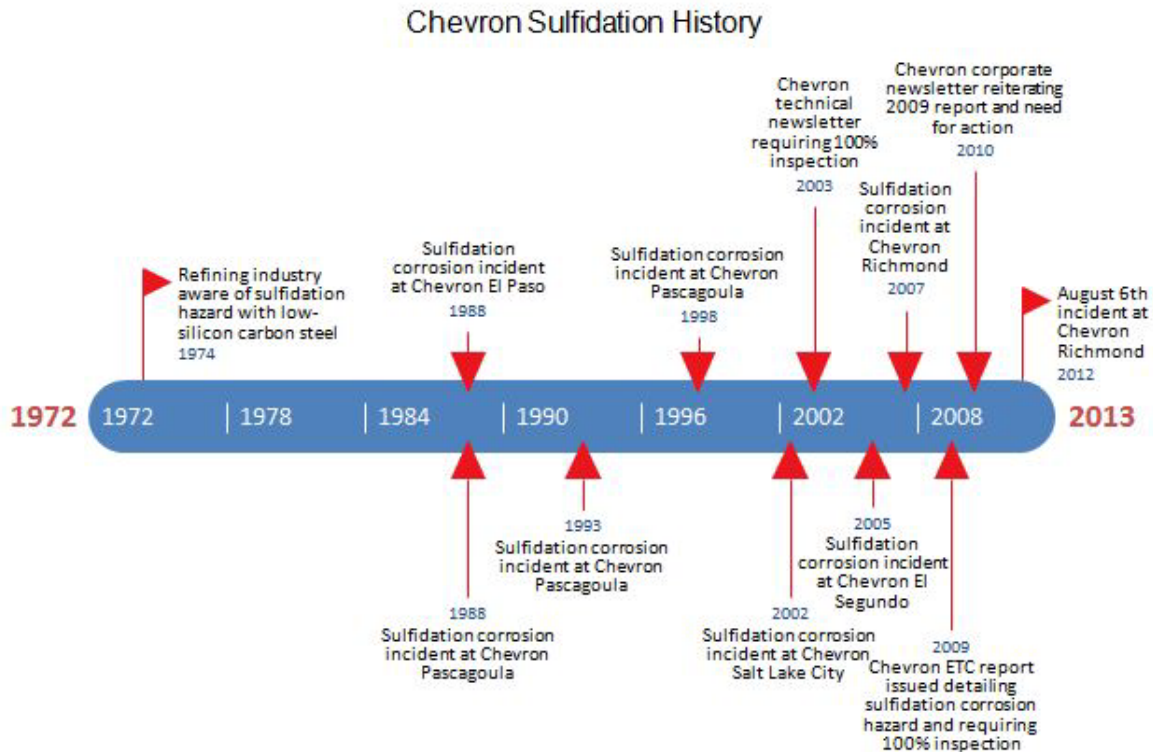 Chevron Sulfidation History
Chevron corporate
newsletter reiterating
2009 report and need
for action
2010
Chevron
technical
newsletter
requiring 100%
inspection
2003
Sulfidation
corrosion
incident at
Chevron
Richmond
2007
Sulfidation
corrosion incident
at Chevron El Paso
1988
Sulfidation corrosion
incident at Chevron
Pascagoula
1998
Refining industry
aware of sulfidation
hazard with low-
silicon carbon steel
1974
August 6th
incident at
Chevron
Richmond
2012
1972
1972
1978
1984
1990
1996
2002
2008
2013
1993
Sulfidation corrosion
incident at Chevron
Pascagoula
2005
Sulfidation
corrosion incident
at Chevron El
Segundo
1988
Sulfidation corrosion
incident at Chevron
Pascagoula
2002
Sulfidation corrosion
incident at Chevron
Salt Lake City
2009
Chevron ETC report
issued detailing
sulfidation corrosion
hazard and requiring
100% inspection